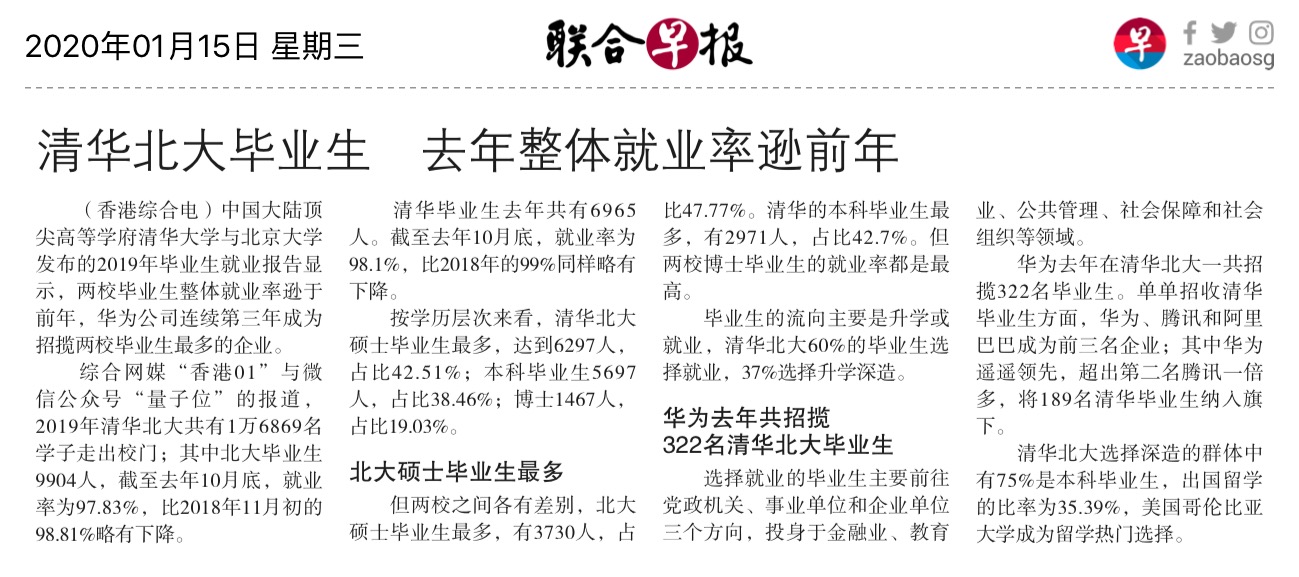 2020年01月15日 星期三
联合早报
早
zaobaosg
清华北大毕业生 去年整体就业率逊前年
（香港综合电）中国大陆顶
尖高等学府清华大学与北京大学
发布的2019年毕业生就业报告显
示，两校毕业生整体就业率逊于
前年，华为公司连续第三年成为
招揽两校毕业生最多的企业。
综合网媒“香港01”与微
信公众号“量子位”的报道，
2019年清华北大共有1万6869名
学子走出校门；其中北大毕业生
9904人，截至去年10月底，就业
率为97.83%，比2018年11月初的
98.81%略有下降。
清华毕业生去年共有6965
人。截至去年10月底，就业率为
98.1%，比2018年的99%同样略有
下降。
按学历层次来看，清华北大
硕士毕业生最多，达到6297人，
占比42.51%；本科毕业生5697
人，占比38.46%；博士1467人，
占比19.03%。
北大硕士毕业生最多
但两校之间各有差别，北大
硕士毕业生最多，有3730人，占
比47.77%。清华的本科毕业生最
多，有2971人，占比42.7%。但
两校博士毕业生的就业率都是最
高。
毕业生的流向主要是升学或
就业，清华北大60%的毕业生选
择就业，37%选择升学深造。
华为去年共招揽
322名清华北大毕业生
选择就业的毕业生主要前往
党政机关、事业单位和企业单位
三个方向，投身于金融业、教育
业、公共管理、社会保障和社会
组织等领域。
华为去年在清华北大一共招
揽322名毕业生。单单招收清华
毕业生方面，华为、腾讯和阿里
巴巴成为前三名企业；其中华为
遥遥领先，超出第二名腾讯一倍
多，将189名清华毕业生纳入旗
下。
清华北大选择深造的群体中
有75%是本科毕业生，出国留学
的比率为35.39%，美国哥伦比亚
大学成为留学热门选择。